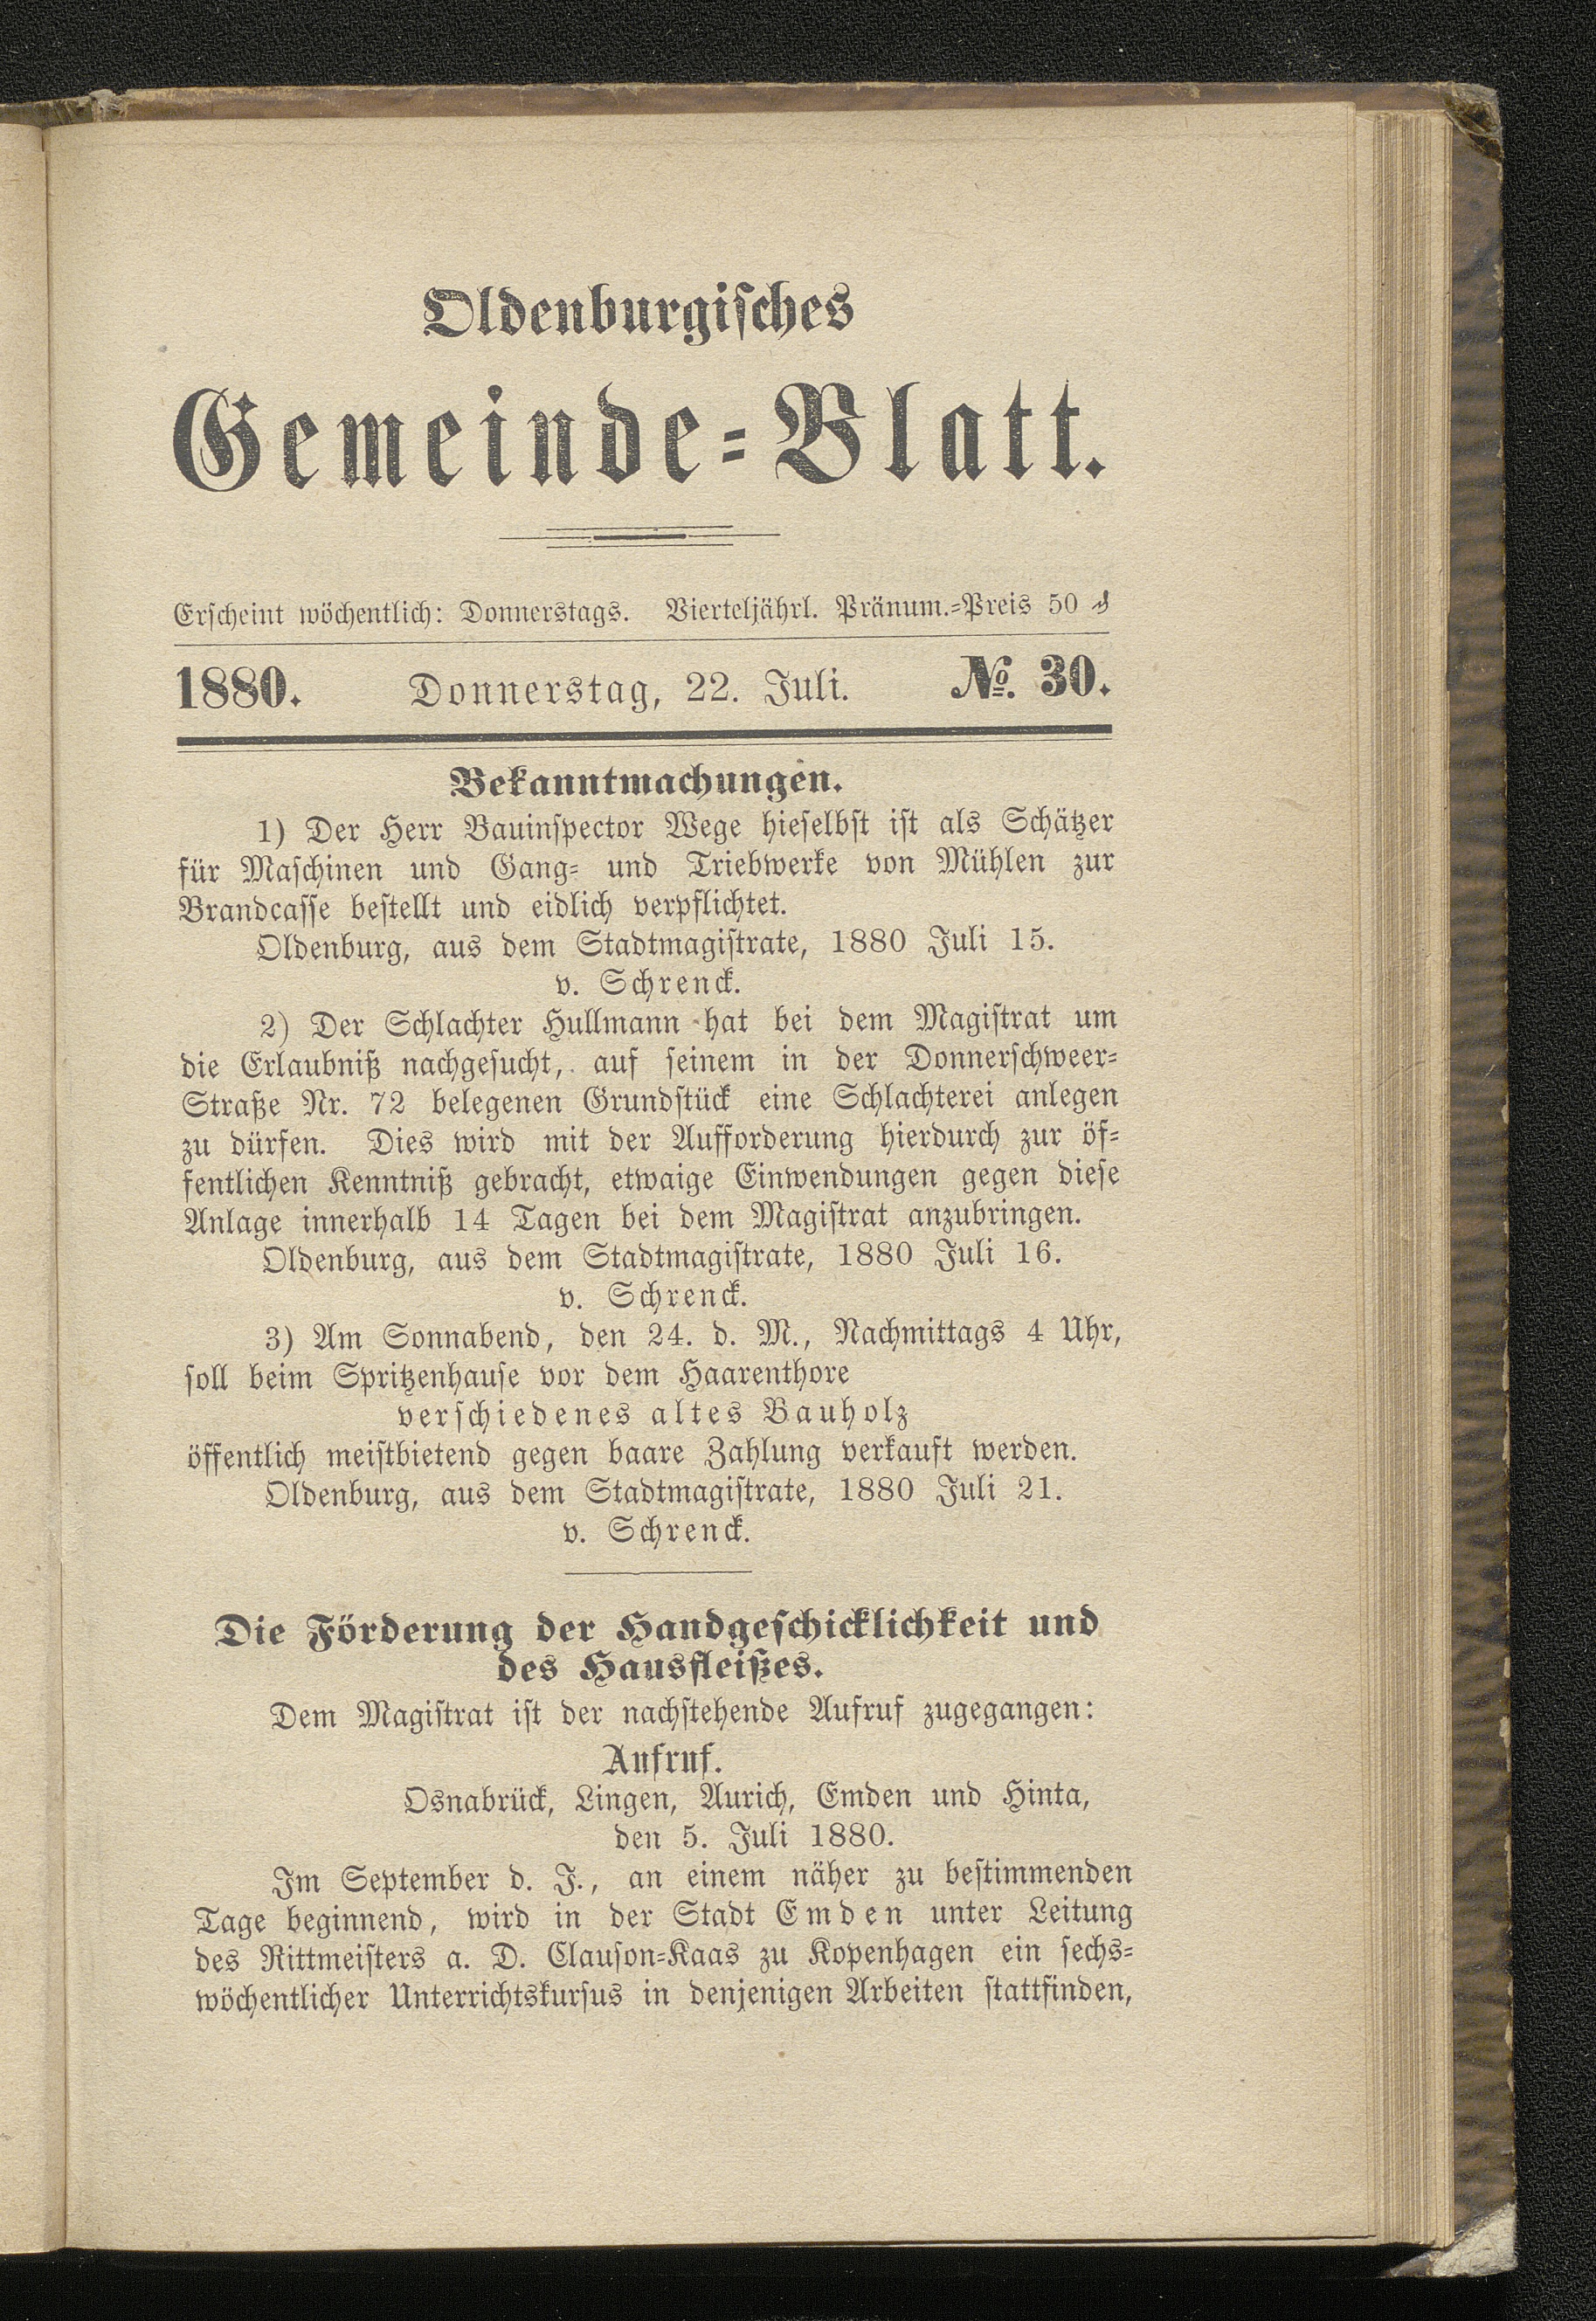 Oldenburgisches
Gemeinde-Blatt.
Erscheint wöchentlich: Donnerstags. Vierteljährl. Pränum.-Preis 50 ₰
1880. Donnerstag, 22. Juli. №. 30.
Bekanntmachungen.
1) Der Herr Bauinspector Wege hieselbst ist als Schätzer
für Maschinen und Gang- und Triebwerke von Mühlen zur
Brandcasse bestellt und eidlich verpflichtet.
Oldenburg, aus dem Stadtmagistrate, 1880 Juli 15.
v. Schrenck.
2) Der Schlachter Hullmann hat bei dem Magistrat um
die Erlaubniß nachgesucht, auf seinem in der Donnerschweer-
Straße Nr. 72 belegenen Grundstück eine Schlachterei anlegen
zu dürfen. Dies wird mit der Aufforderung hierdurch zur öf-
fentlichen Kenntniß gebracht, etwaige Einwendungen gegen diese
Anlage innerhalb 14 Tagen bei dem Magistrat anzubringen.
Oldenburg, aus dem Stadtmagistrate, 1880 Juli 16.
v. Schrenck.
3) Am Sonnabend, den 24. d. M., Nachmittags 4 Uhr,
soll beim Spritzenhause vor dem Haarenthore
verschiedenes altes Bauholz
öffentlich meistbietend gegen baare Zahlung verkauft werden.
Oldenburg, aus dem Stadtmagistrate, 1880 Juli 21.
v. Schrenck.
Die Förderung der Handgeschicklichkeit und
des Hausfleißes.
Dem Magistrat ist der nachstehende Aufruf zugegangen:
Aufruf.
Osnabrück, Lingen, Aurich, Emden und Hinta,
den 5. Juli 1880.
Im September d. J., an einem näher zu bestimmenden
Tage beginnend, wird in der Stadt Emden unter Leitung
des Rittmeisters a. D. Clauson-Kaas zu Kopenhagen ein sechs-
wöchentlicher Unterrichtskursus in denjenigen Arbeiten stattfinden,